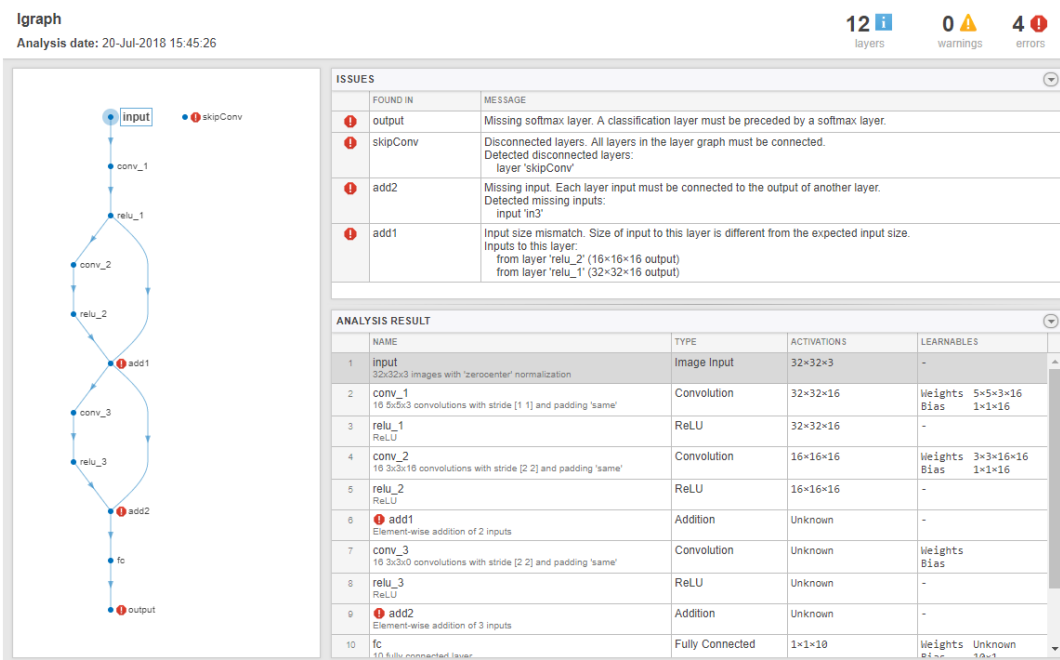 lgraph
Analysis date: 20-Jul-2018 15:45:26
12 i
layers
0
warnings
4
errors
input
skipConv
conv_1
relu_1
conv_2
relu_2
add1
conv_3
relu_3
add2
fc
output
ISSUES
FOUND IN MESSAGE
output Missing softmax layer. A classification layer must be preceded by a softmax layer.
skipConv Disconnected layers. All layers in the layer graph must be connected.
Detected disconnected layers:
layer 'skipConv'
add2 Missing input. Each layer input must be connected to the output of another layer.
Detected missing inputs:
input 'in3'
add1 Input size mismatch. Size of input to this layer is different from the expected input size.
Inputs to this layer:
from layer 'relu_2' (16×16×16 output)
from layer 'relu_1' (32×32×16 output)
ANALYSIS RESULT
NAME TYPE ACTIVATIONS LEARNABLES
1 input Image Input 32×32×3 -
32x32x3 images with 'zerocenter' normalization
2 conv_1 Convolution 32×32×16 Weights 5×5×3×16
16 5x5x3 convolutions with stride [1 1] and padding 'same' Bias 1×1×16
3 relu_1 ReLU 32×32×16 -
ReLU
4 conv_2 Convolution 16×16×16 Weights 3×3×16×16
16 3x3x16 convolutions with stride [2 2] and padding 'same' Bias 1×1×16
5 relu_2 ReLU 16×16×16 -
ReLU
6 add1 Addition Unknown -
Element-wise addition of 2 inputs
7 conv_3 Convolution Unknown Weights
16 3x3x0 convolutions with stride [2 2] and padding 'same' Bias
8 relu_3 ReLU Unknown -
ReLU
9 add2 Addition Unknown -
Element-wise addition of 3 inputs
10 fc Fully Connected 1×1×10 Weights Unknown
10 fully connected layer Bias 10×1